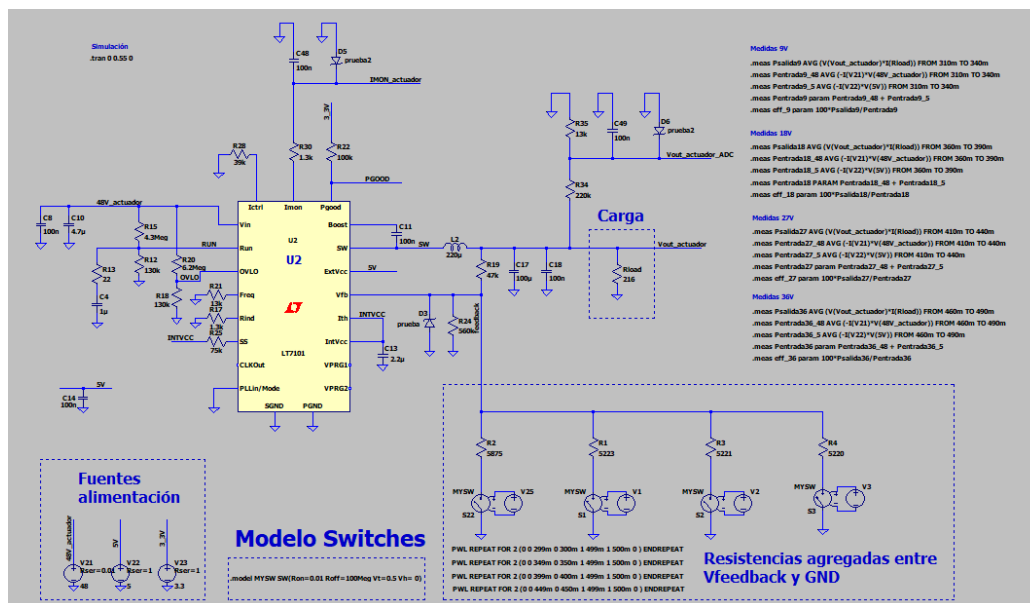 Simulación
.tran 0 0.55 0
C48
100n
D5
prueba2
IMON_actuador
3_3V
R30
1.3k
R22
100k
R28
39k
PGOOD
48V_actuador
C8
100n
C10
4.7µ
R15
4.3Meg
RUN
R12
130k
R20
6.2Meg
OVLO
R13
22
C4
1µ
R18
130k
R21
13k
R17
1.3k
R25
75k
INTVCC
5V
C14
100n
Ictrl
Imon
Pgood
Vin
Boost
U2
Run
SW
U2
OVLO
ExtVcc
Freq
Vfb
Rind
Ith
SS
IntVcc
LT7101
CLKOut
VPRG1
PLLin/Mode
VPRG2
SGND
PGND
C11
100n
SW
L2
220µ
5V
R19
47k
D3
prueba
R24
560k
feedback
INTVCC
C13
2.2µ
C17
100µ
C18
100n
R35
13k
C49
100n
D6
prueba2
Vout_actuador_ADC
R34
220k
Carga
Vout_actuador
Rload
216
Medidas 9V
.meas Psalida9 AVG (V(Vout_actuador)*I(Rload)) FROM 310m TO 340m
.meas Pentrada9_48 AVG (-I(V21)*V(48V_actuador)) FROM 310m TO 340m
.meas Pentrada9_5 AVG (-I(V22)*V(5V)) FROM 310m TO 340m
.meas Pentrada9 param Pentrada9_48 + Pentrada9_5
.meas eff_9 param 100*Psalida9/Pentrada9
Medidas 18V
.meas Psalida18 AVG (V(Vout_actuador)*I(Rload)) FROM 360m TO 390m
.meas Pentrada18_48 AVG (-I(V21)*V(48V_actuador)) FROM 360m TO 390m
.meas Pentrada18_5 AVG (-I(V22)*V(5V)) FROM 360m TO 390m
.meas Pentrada18 PARAM Pentrada18_48 + Pentrada18_5
.meas eff_18 param 100*Psalida18/Pentrada18
Medidas 27V
.meas Psalida27 AVG (V(Vout_actuador)*I(Rload)) FROM 410m TO 440m
.meas Pentrada27_48 AVG (-I(V21)*V(48V_actuador)) FROM 410m TO 440m
.meas Pentrada27_5 AVG (-I(V22)*V(5V)) FROM 410m TO 440m
.meas Pentrada27 param Pentrada27_48 + Pentrada27_5
.meas eff_27 param 100*Psalida27/Pentrada27
Medidas 36V
.meas Psalida36 AVG (V(Vout_actuador)*I(Rload)) FROM 460m TO 490m
.meas Pentrada36_48 AVG (-I(V21)*V(48V_actuador)) FROM 460m TO 490m
.meas Pentrada36_5 AVG (-I(V22)*V(5V)) FROM 460m TO 490m
.meas Pentrada36 param Pentrada36_48 + Pentrada36_5
.meas eff_36 param 100*Psalida36/Pentrada36
R2
5875
R1
5223
R3
5221
R4
5220
MYSW
V25
S22
MYSW
V1
S1
MYSW
V2
S2
MYSW
V3
S3
PWL REPEAT FOR 2 (0 0 299m 0 300m 1 499m 1 500m 0 ) ENDREPEAT
PWL REPEAT FOR 2 (0 0 349m 0 350m 1 499m 1 500m 0 ) ENDREPEAT
PWL REPEAT FOR 2 (0 0 399m 0 400m 1 499m 1 500m 0 ) ENDREPEAT
PWL REPEAT FOR 2 (0 0 449m 0 450m 1 499m 1 500m 0 ) ENDREPEAT
Resistencias agregadas entre
Vfeedback y GND
Fuentes
alimentación
48V_actuador
V21
Rser=0.01
48
5V
V22
Rser=1
5
3_3V
V23
Rser=1
3.3
Modelo Switches
.model MYSW SW(Ron=0.01 Roff=100Meg Vt=0.5 Vh= 0)